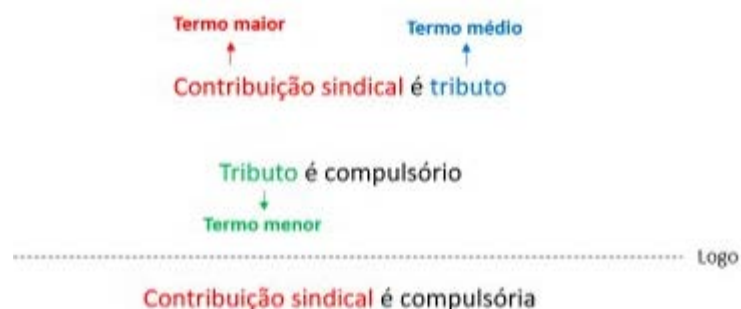 Termo maior Termo médio
Contribuição sindical é tributo
Tributo é compulsório
Termo menor
Logo
Contribuição sindical é compulsória